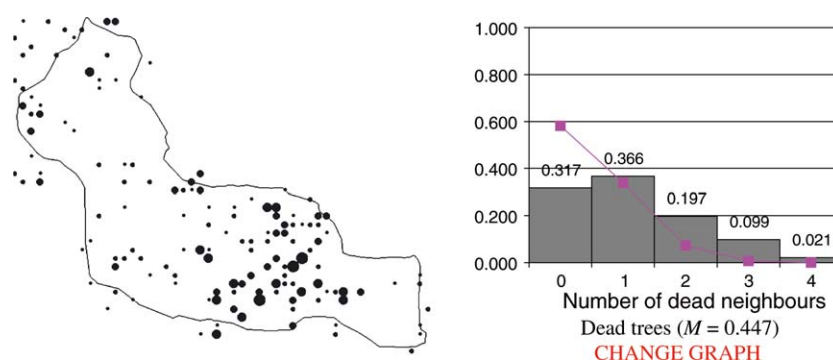 1.000
0.800
0.600
0.400
0.200
0.000
0.317
0.366
0.197
0.099
0.021
0 1 2 3 4
Number of dead neighbours
Dead trees (M = 0.447)
CHANGE GRAPH